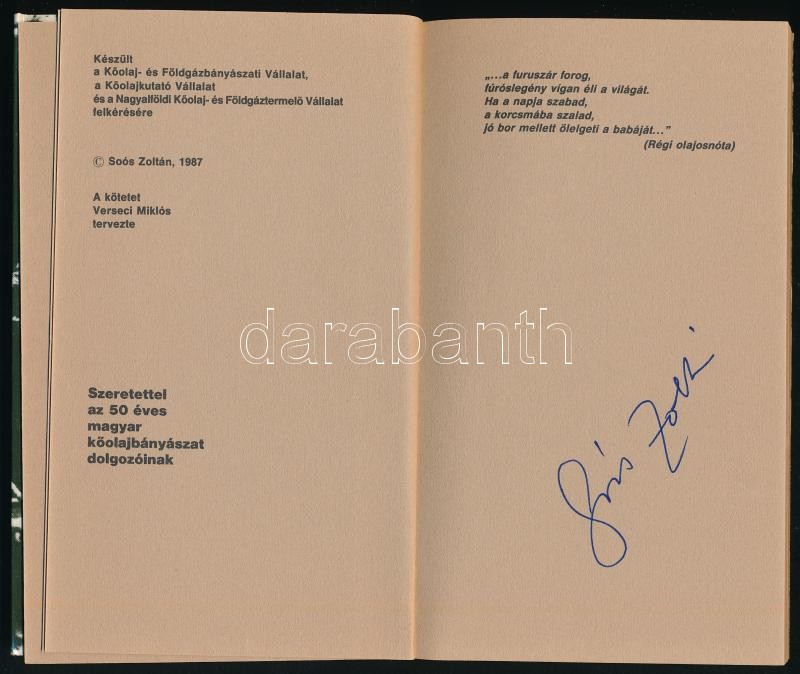 Készült
a Kőolaj- és Földgázbányászati Vállalat,
a Kőolajkutató Vállalat
és a Nagyalföldi Kőolaj- és Földgáztermelő Vállalat
felkérésére
© Soós Zoltán, 1987
A kötetet
Verseci Miklós
tervezte
Szeretettel
az 50 éves
magyar
kőolajbányászat
dolgozóinak
„...a furuszár forog,
fúróslegény vígan éli a világát.
Ha a napja szabad,
a korcsmába szalad,
jó bor mellett ölelgeti a babáját...”
(Régi olajosnóta)
darabanth
Soós Zoltán